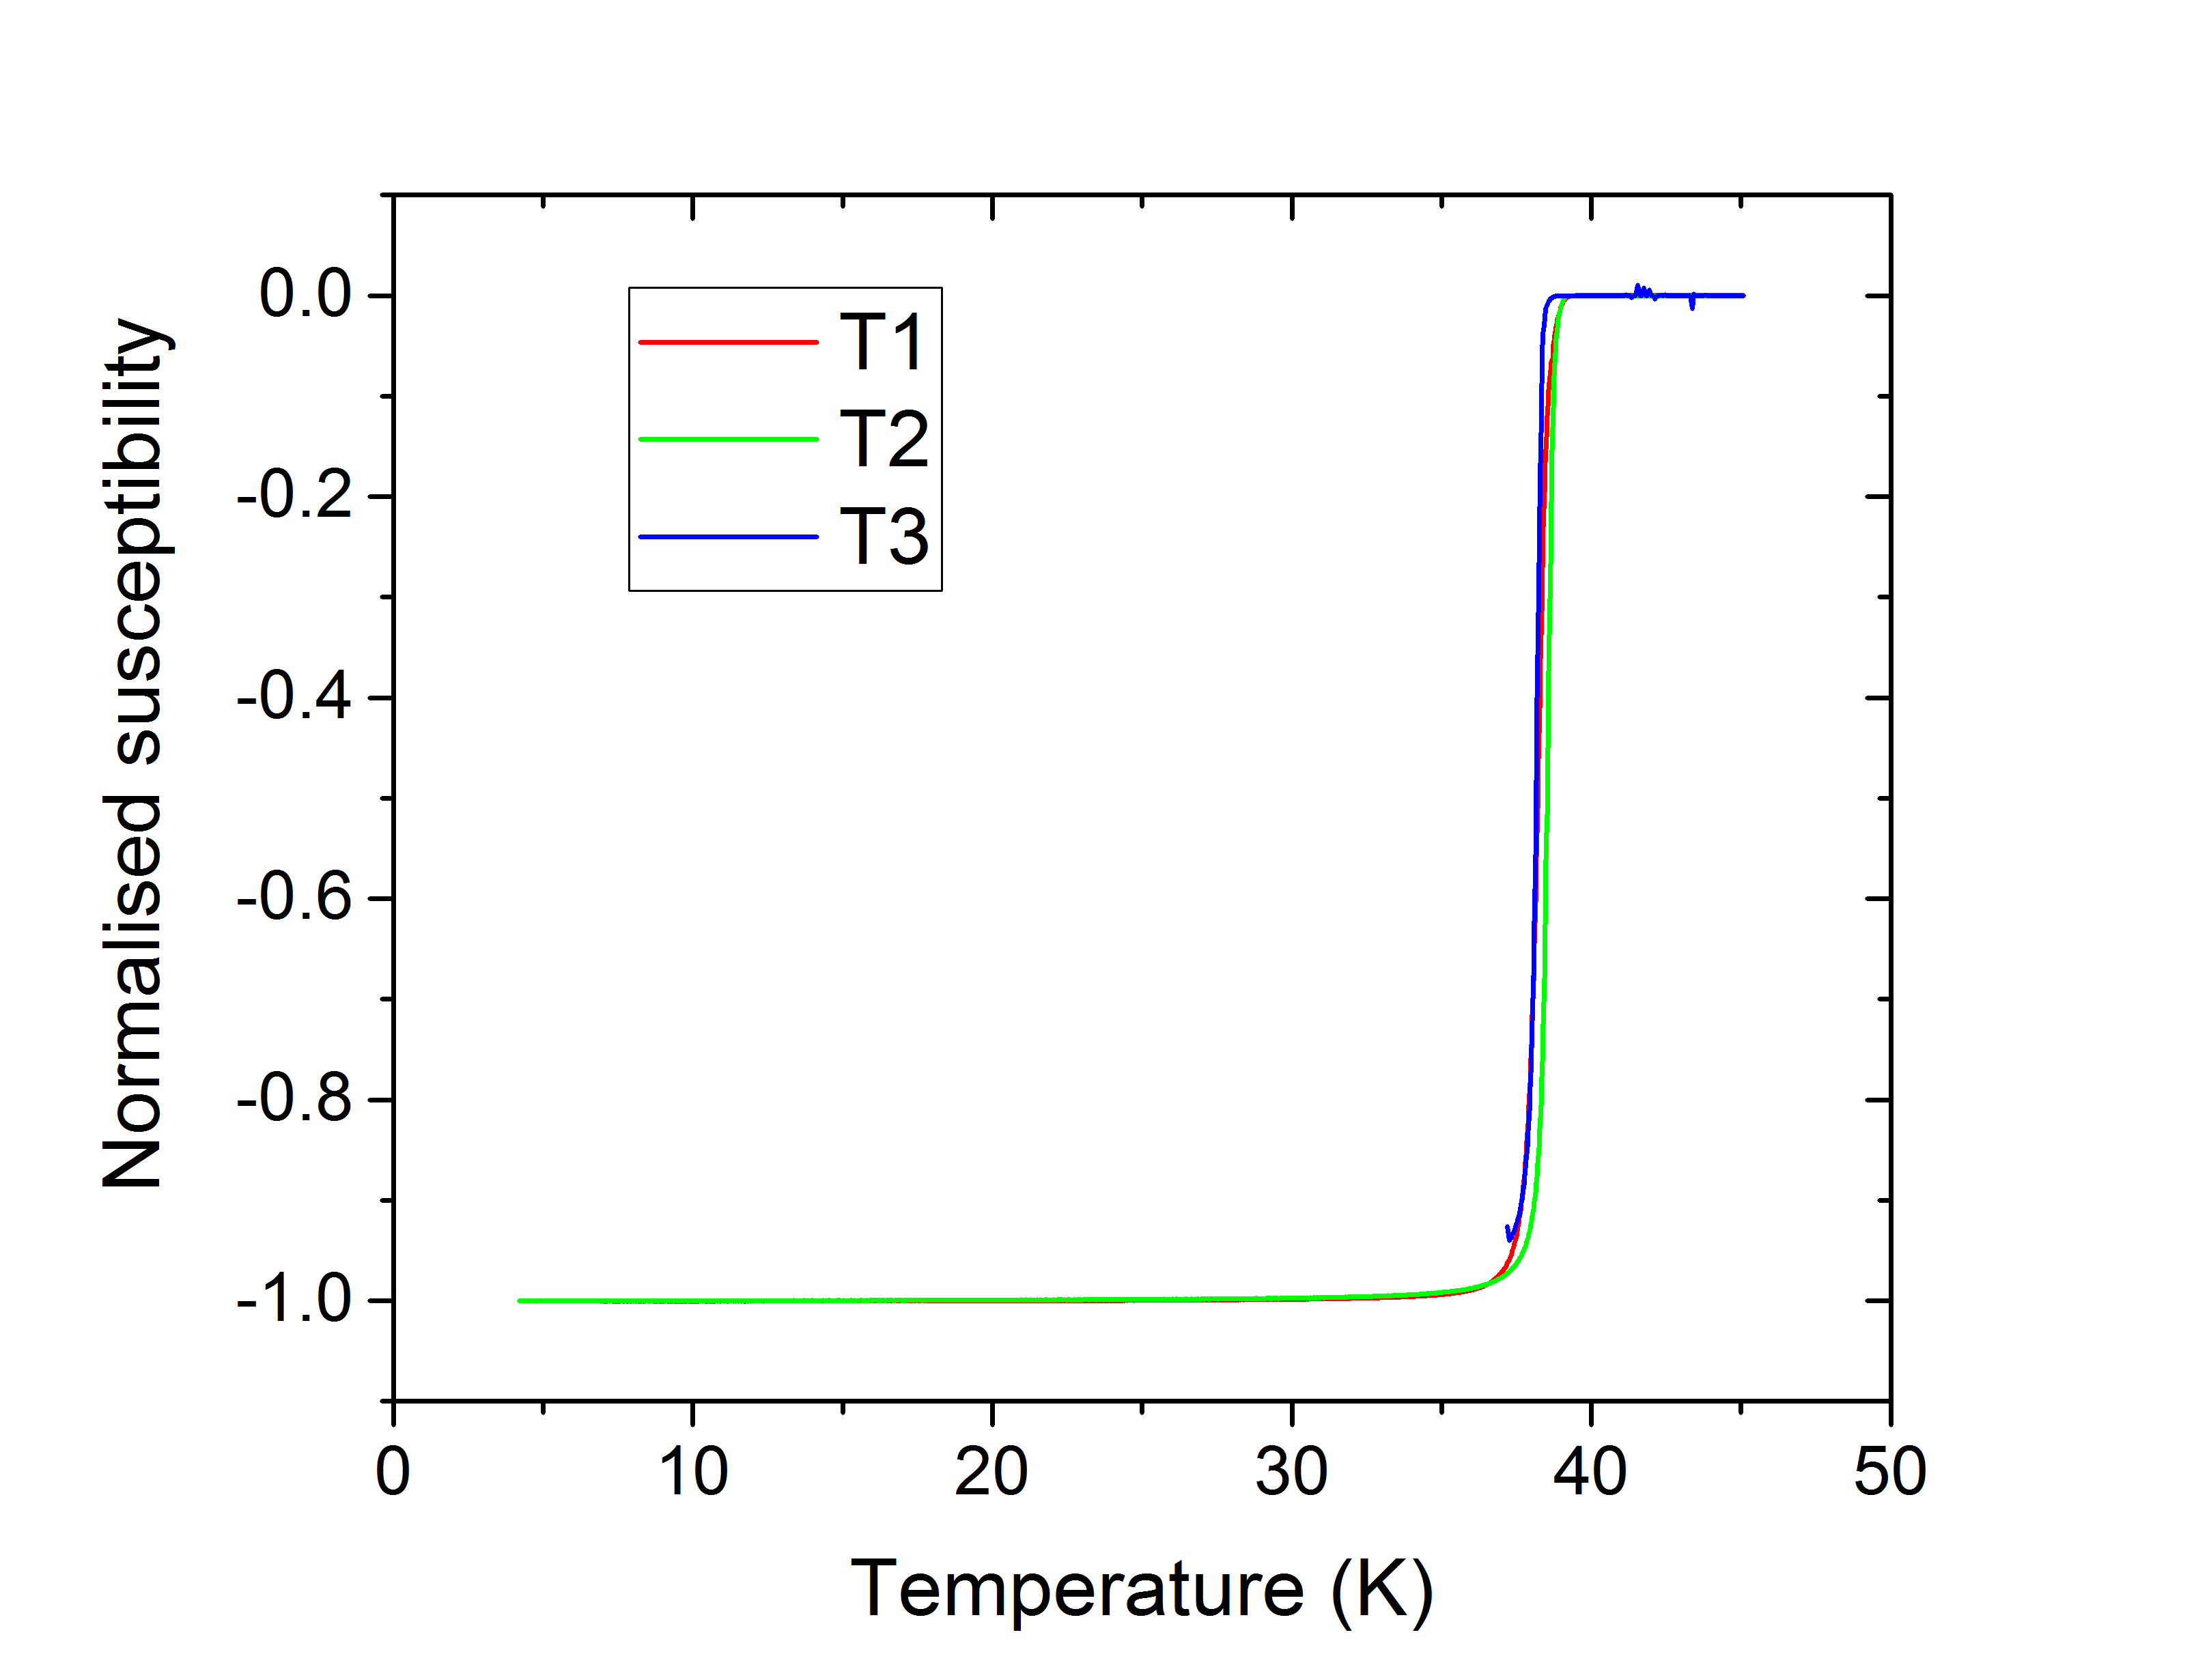 Normalised susceptibility
0.0
-0.2
-0.4
-0.6
-0.8
-1.0
T1
T2
T3
0 10 20 30 40 50
Temperature (K)